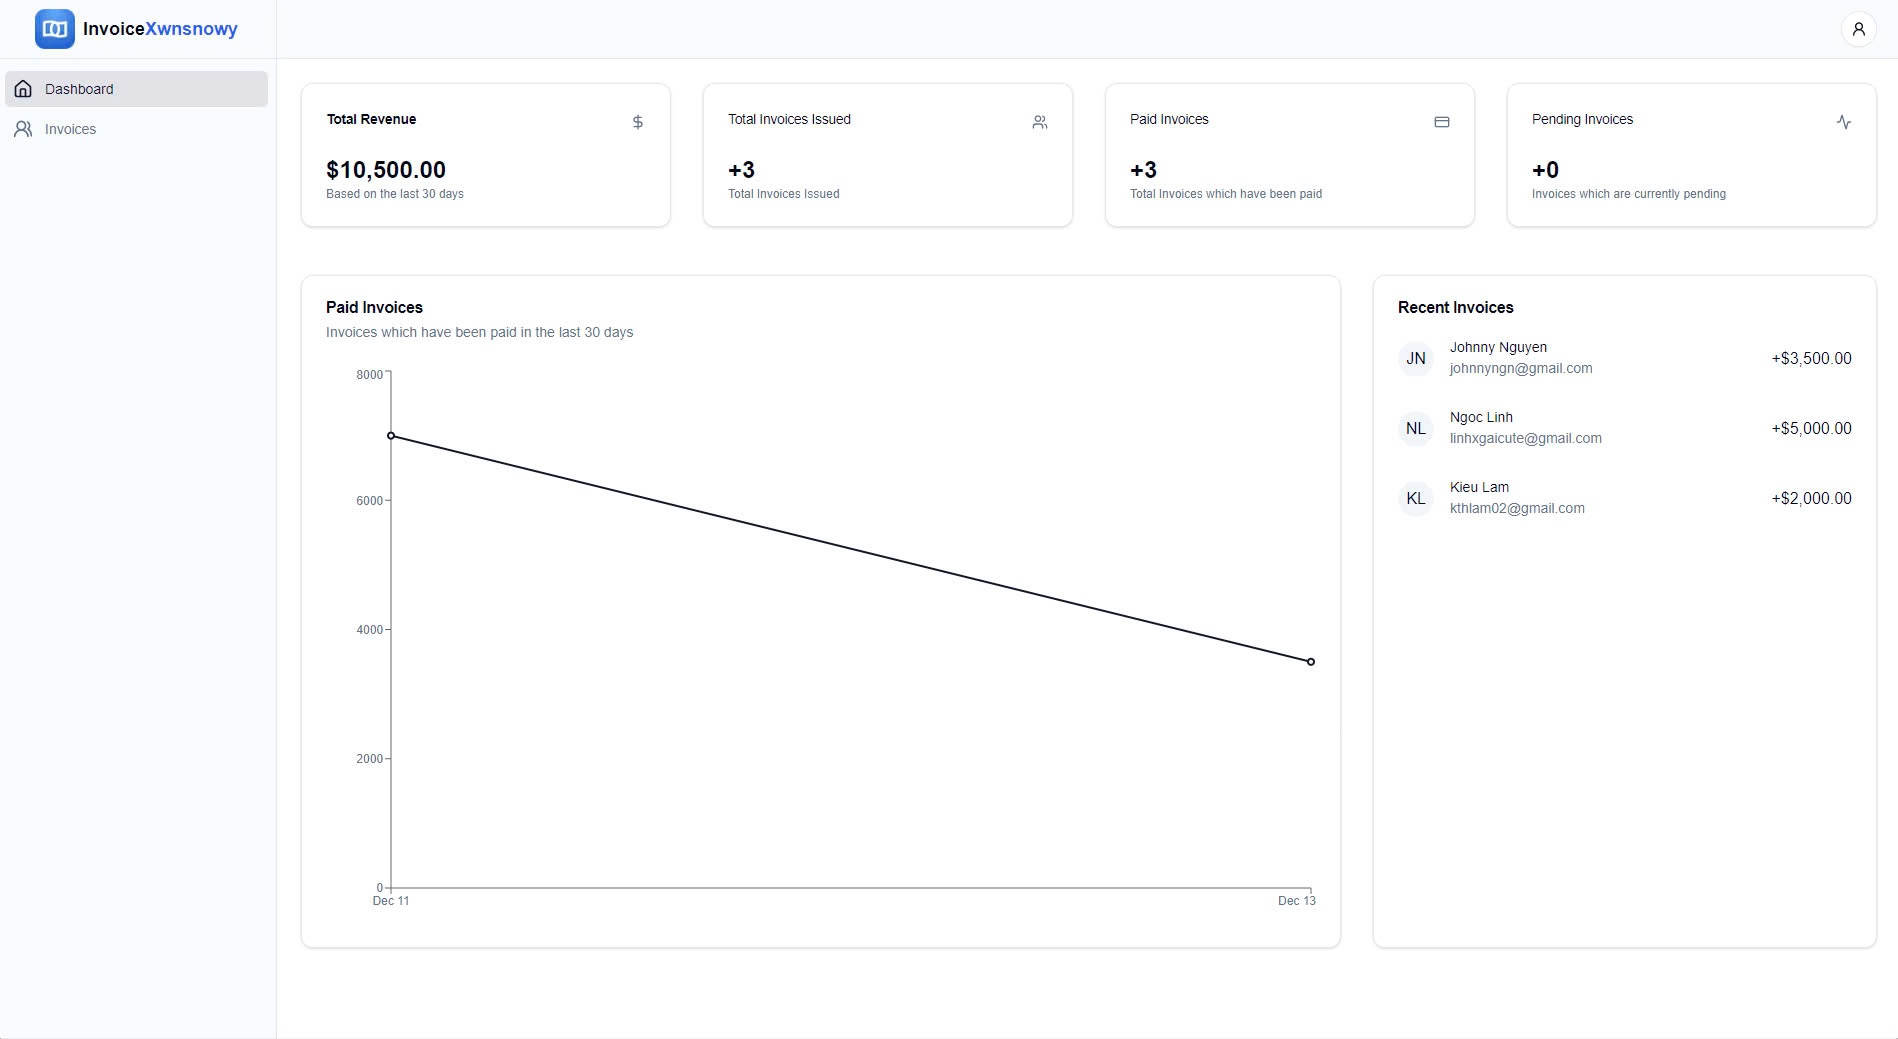 InvoiceXwnsnowy
Dashboard
Invoices
Total Revenue
$10,500.00
Based on the last 30 days
Total Invoices Issued
+3
Total Invoices Issued
Paid Invoices
+3
Total Invoices which have been paid
Pending Invoices
+0
Invoices which are currently pending
Paid Invoices
Invoices which have been paid in the last 30 days
8000
6000
4000
2000
0
Dec 11 Dec 13
Recent Invoices
JN
Johnny Nguyen
johnnyngn@gmail.com
+$3,500.00
NL
Ngoc Linh
linhxgaicute@gmail.com
+$5,000.00
KL
Kieu Lam
kthlam02@gmail.com
+$2,000.00